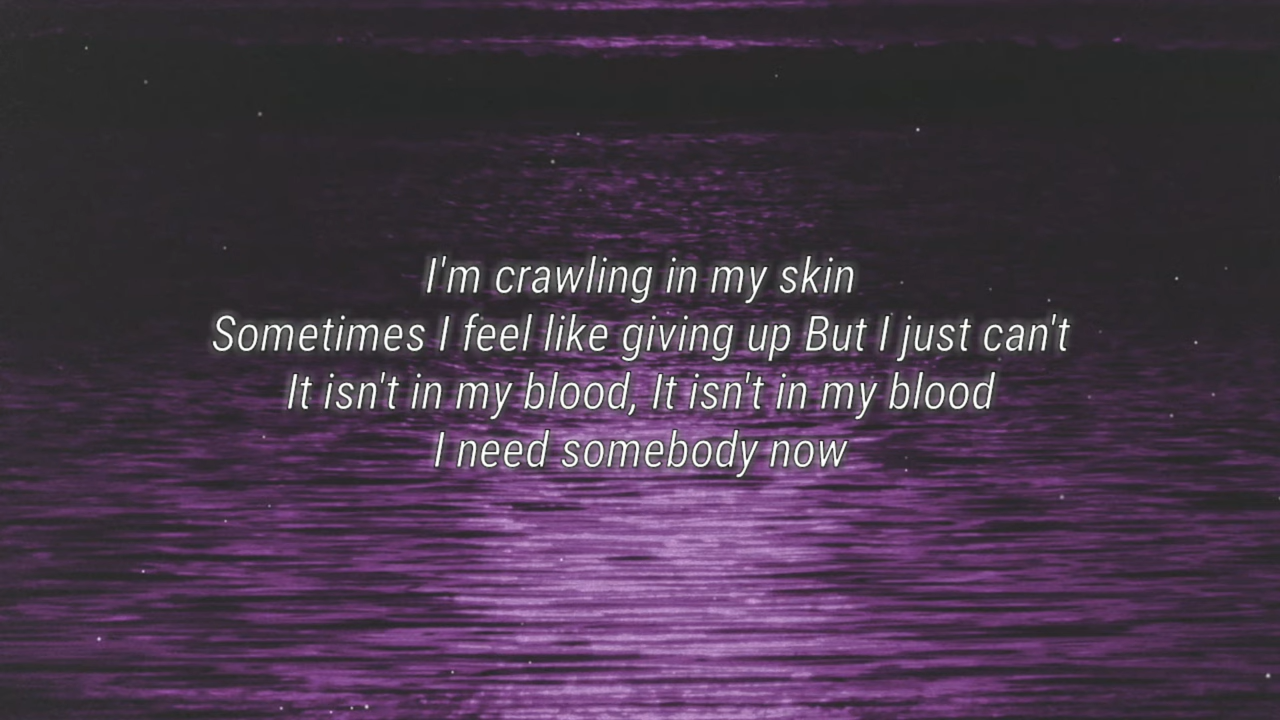 I'm crawling in my skin
Sometimes I feel like giving up But I just can't
It isn't in my blood, It isn't in my blood
I need somebody now